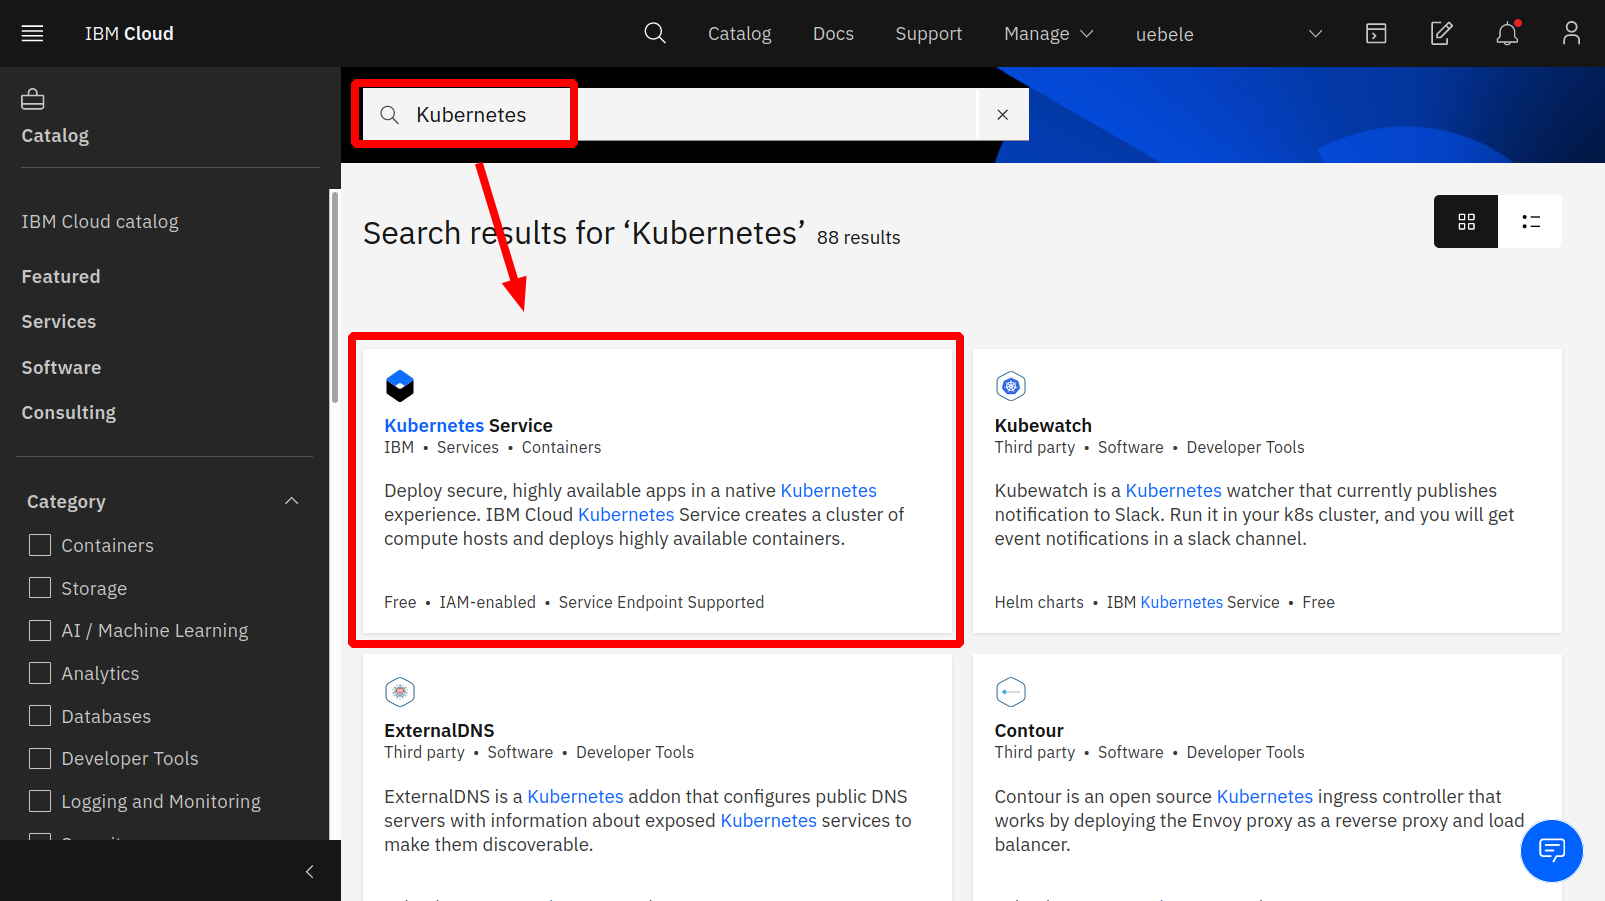 IBM Cloud
Catalog
Docs
Support
Manage
uebele
Catalog
IBM Cloud catalog
Featured
Services
Software
Consulting
Category
Containers
Storage
AI / Machine Learning
Analytics
Databases
Developer Tools
Logging and Monitoring
Kubernetes
Search results for ‘Kubernetes’ 88 results
Kubernetes Service
IBM • Services • Containers
Deploy secure, highly available apps in a native Kubernetes
experience. IBM Cloud Kubernetes Service creates a cluster of
compute hosts and deploys highly available containers.
Free • IAM-enabled • Service Endpoint Supported
Kubewatch
Third party • Software • Developer Tools
Kubewatch is a Kubernetes watcher that currently publishes
notification to Slack. Run it in your k8s cluster, and you will get
event notifications in a slack channel.
Helm charts • IBM Kubernetes Service • Free
ExternalDNS
Third party • Software • Developer Tools
ExternalDNS is a Kubernetes addon that configures public DNS
servers with information about exposed Kubernetes services to
make them discoverable.
Contour
Third party • Software • Developer Tools
Contour is an open source Kubernetes ingress controller that
works by deploying the Envoy proxy as a reverse proxy and load
balancer.